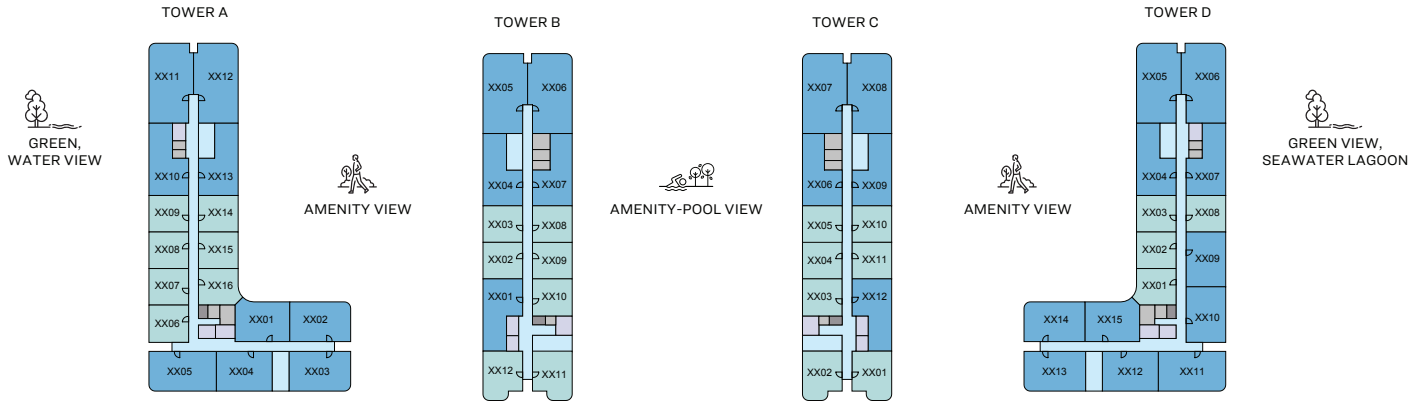 TOWER A
XX11 XX12
XX10 XX13
XX09 XX14
XX08 XX15
XX07 XX16
XX06 XX01 XX02
XX05 XX04 XX03
GREEN,
WATER VIEW
AMENITY VIEW
TOWER B
XX05 XX06
XX04 XX07
XX03 XX08
XX02 XX09
XX01 XX10
XX12 XX11
AMENITY-POOL VIEW
TOWER C
XX07 XX08
XX06 XX09
XX05 XX10
XX04 XX11
XX03 XX12
XX02 XX01
AMENITY VIEW
TOWER D
XX05 XX06
XX04 XX07
XX03 XX08
XX02 XX09
XX01
XX14 XX15 XX10
XX13 XX12 XX11
GREEN VIEW,
SEAWATER LAGOON